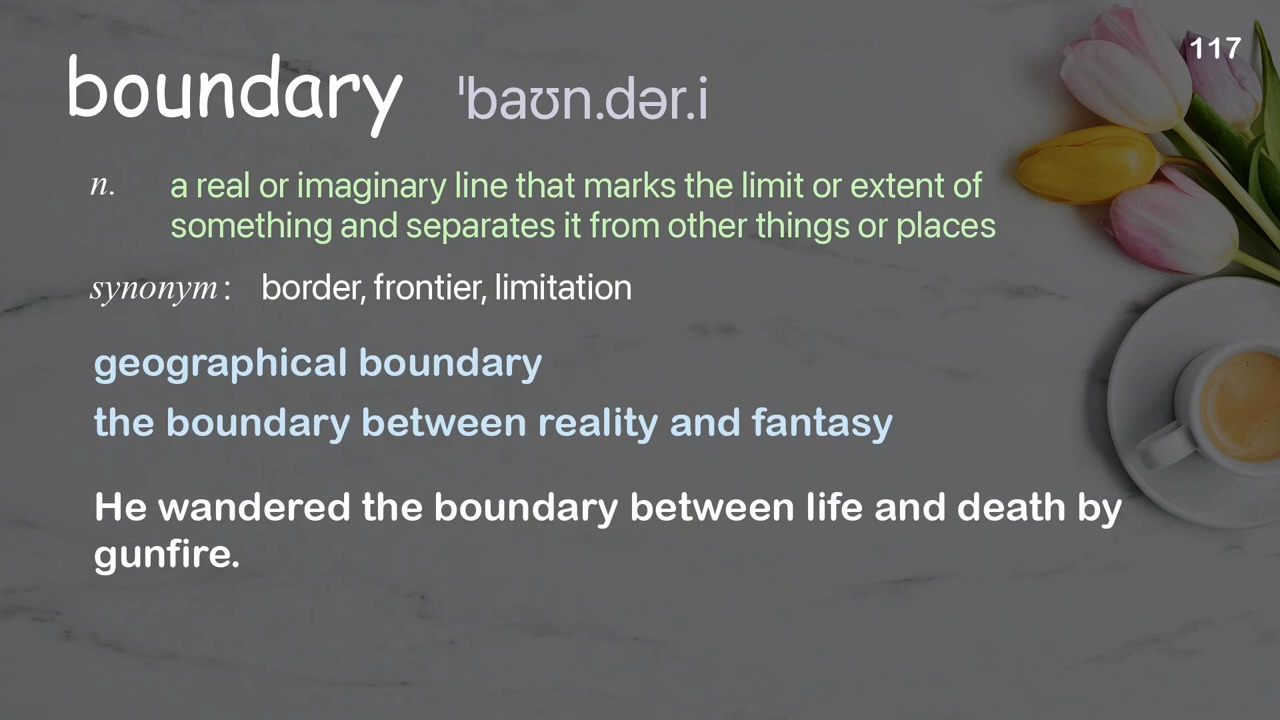 117
boundary ˈbaʊn.dər.i
n. a real or imaginary line that marks the limit or extent of
something and separates it from other things or places
synonym: border, frontier, limitation
geographical boundary
the boundary between reality and fantasy
He wandered the boundary between life and death by
gunfire.